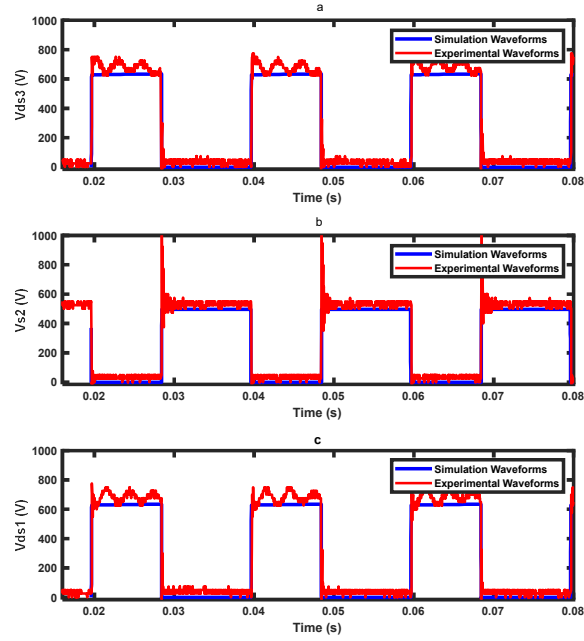 a
1000
800
600
400
200
0
Vds3 (V)
Simulation Waveforms
Experimental Waveforms
0.02 0.03 0.04 0.05 0.06 0.07 0.08
Time (s)
b
1000
800
600
400
200
0
Vs2 (V)
Simulation Waveforms
Experimental Waveforms
0.02 0.03 0.04 0.05 0.06 0.07 0.08
Time (s)
c
1000
800
600
400
200
0
Vds1 (V)
Simulation Waveforms
Experimental Waveforms
0.02 0.03 0.04 0.05 0.06 0.07 0.08
Time (s)